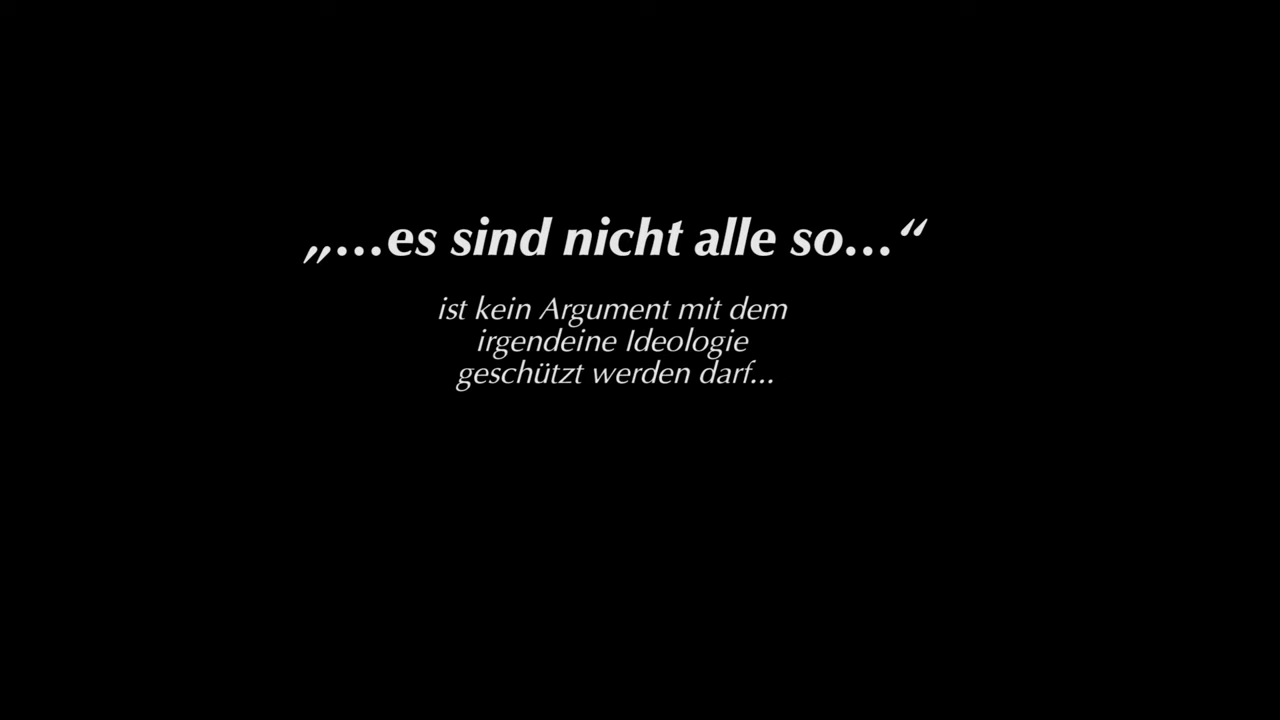 „…es sind nicht alle so…“
ist kein Argument mit dem
irgendeine Ideologie
geschützt werden darf...